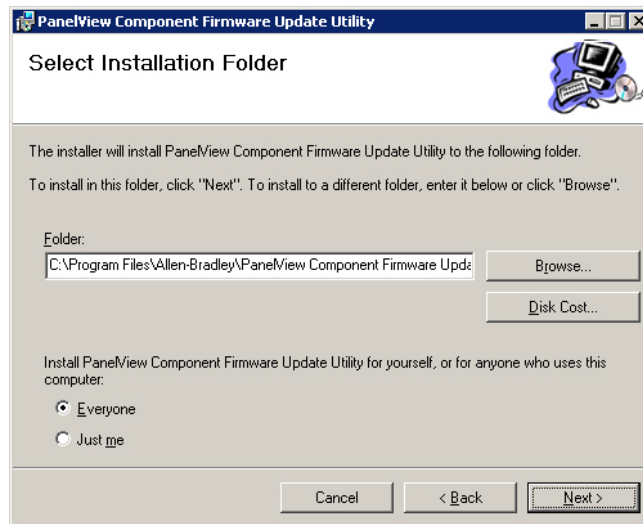 PanelView Component Firmware Update Utility
Select Installation Folder
The installer will install PanelView Component Firmware Update Utility to the following folder.
To install in this folder, click "Next". To install to a different folder, enter it below or click "Browse".
Folder:
C:\Program Files\Allen-Bradley\PanelView Component Firmware Upda
Browse...
Disk Cost...
Install PanelView Component Firmware Update Utility for yourself, or for anyone who uses this
computer:
Everyone
Just me
Cancel
< Back
Next >